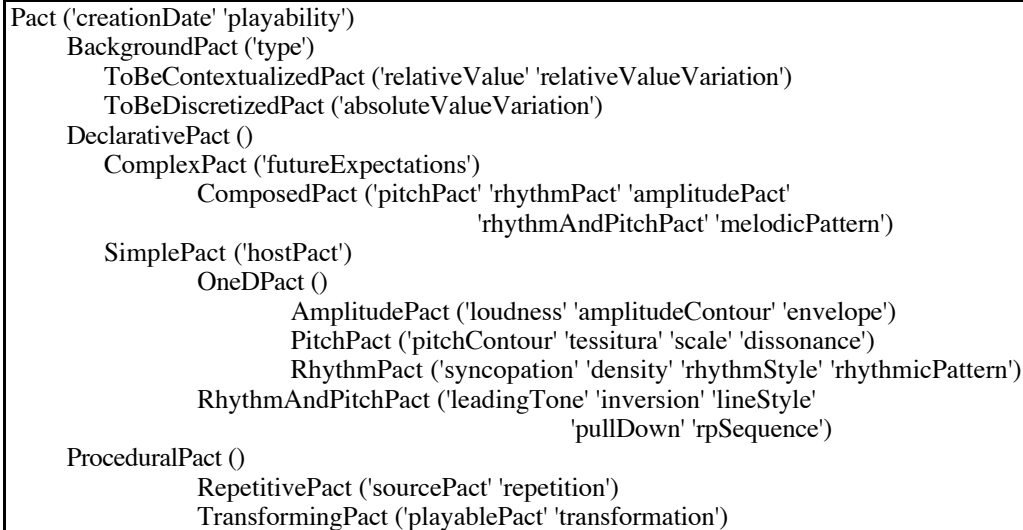 Pact ('creationDate' 'playability')
BackgroundPact ('type')
ToBeContextualizedPact ('relativeValue' 'relativeValueVariation')
ToBeDiscretizedPact ('absoluteValueVariation')
DeclarativePact ()
ComplexPact ('futureExpectations')
ComposedPact ('pitchPact' 'rhythmPact' 'amplitudePact'
'rhythmAndPitchPact' 'melodicPattern')
SimplePact ('hostPact')
OneDPact ()
AmplitudePact ('loudness' 'amplitudeContour' 'envelope')
PitchPact ('pitchContour' 'tessitura' 'scale' 'dissonance')
RhythmPact ('syncopation' 'density' 'rhythmStyle' 'rhythmicPattern')
RhythmAndPitchPact ('leadingTone' 'inversion' 'lineStyle'
'pullDown' 'rpSequence')
ProceduralPact ()
RepetitivePact ('sourcePact' 'repetition')
TransformingPact ('playablePact' 'transformation')